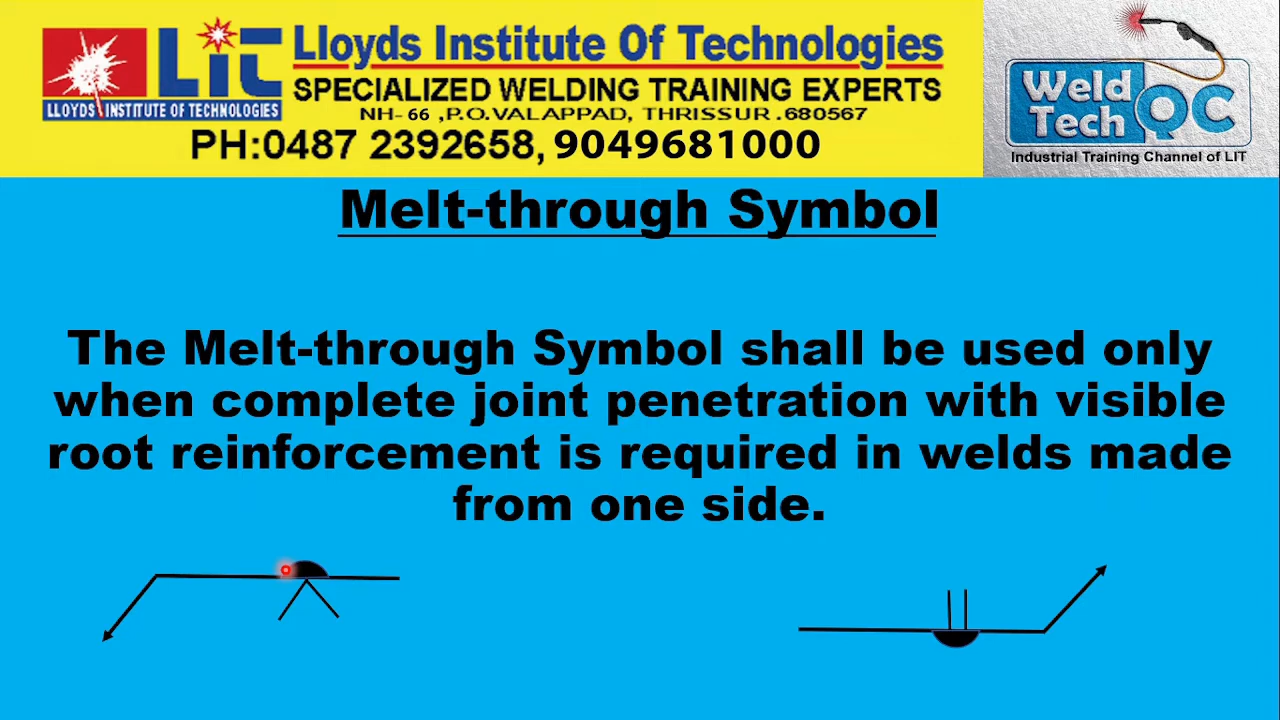 LiT
LLOYDS INSTITUTE OF TECHNOLOGIES
Lloyds Institute Of Technologies
SPECIALIZED WELDING TRAINING EXPERTS
NH- 66 ,P.O.VALAPPAD, THRISSUR .680567
PH:0487 2392658, 9049681000
Weld
Tech QC
Industrial Training Channel of LIT
Melt-through Symbol
The Melt-through Symbol shall be used only
when complete joint penetration with visible
root reinforcement is required in welds made
from one side.